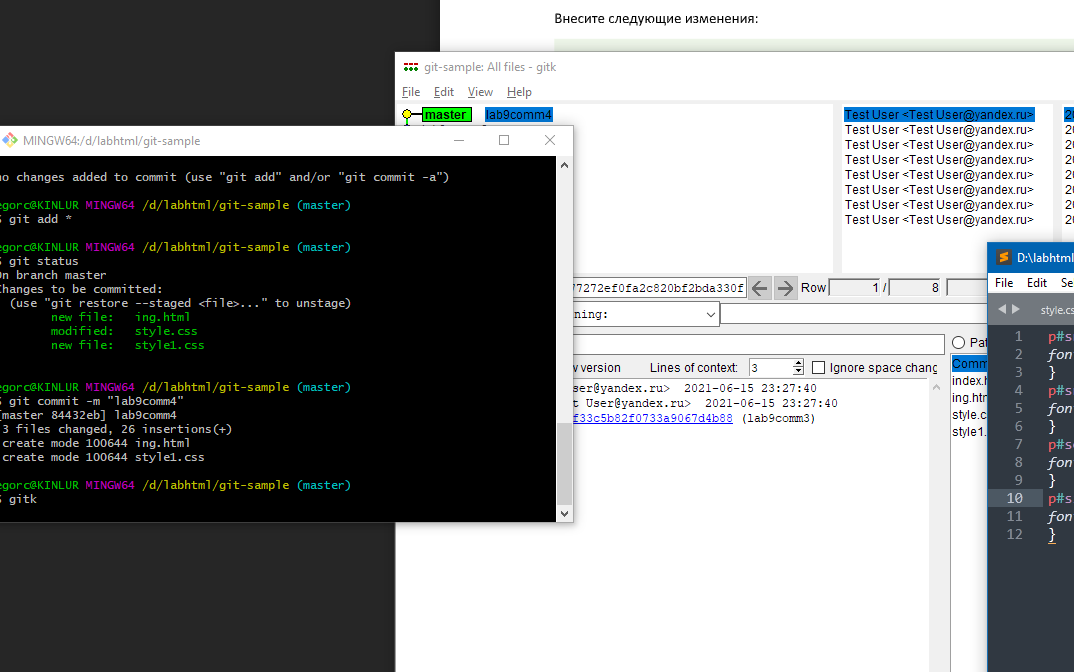 Внесите следующие изменения:
git-sample: All files - gitk
File Edit View Help
master lab9comm4
Test User <Test User@yandex.ru>
Test User <Test User@yandex.ru>
Test User <Test User@yandex.ru>
Test User <Test User@yandex.ru>
Test User <Test User@yandex.ru>
Test User <Test User@yandex.ru>
Test User <Test User@yandex.ru>
Test User <Test User@yandex.ru>
MINGW64:/d/labhtml/git-sample
no changes added to commit (use "git add" and/or "git commit -a")
egorc@KINLUR MINGW64 /d/labhtml/git-sample (master)
$ git add *
egorc@KINLUR MINGW64 /d/labhtml/git-sample (master)
$ git status
On branch master
Changes to be committed:
(use "git restore --staged <file>..." to unstage)
new file: ing.html
modified: style.css
new file: style1.css
egorc@KINLUR MINGW64 /d/labhtml/git-sample (master)
$ git commit -m "lab9comm4"
[master 84432eb] lab9comm4
3 files changed, 26 insertions(+)
create mode 100644 ing.html
create mode 100644 style1.css
egorc@KINLUR MINGW64 /d/labhtml/git-sample (master)
$ gitk
77272ef0fa2c820bf2bda330f Row 1 / 8
ning:
w version Lines of context: 3 Ignore space chang
ser@yandex.ru> 2021-06-15 23:27:40
t User@yandex.ru> 2021-06-15 23:27:40
f33c5b82f0733a9067d4b88 (lab9comm3)
Pat
Comm
index.h
ing.htm
style.c
style1.
D:\labhtml
File Edit Se
style.cs
1 p#s
2 fon
3 }
4 p#s
5 fon
6 }
7 p#s
8 fon
9 }
10 p#s
11 fon
12 }